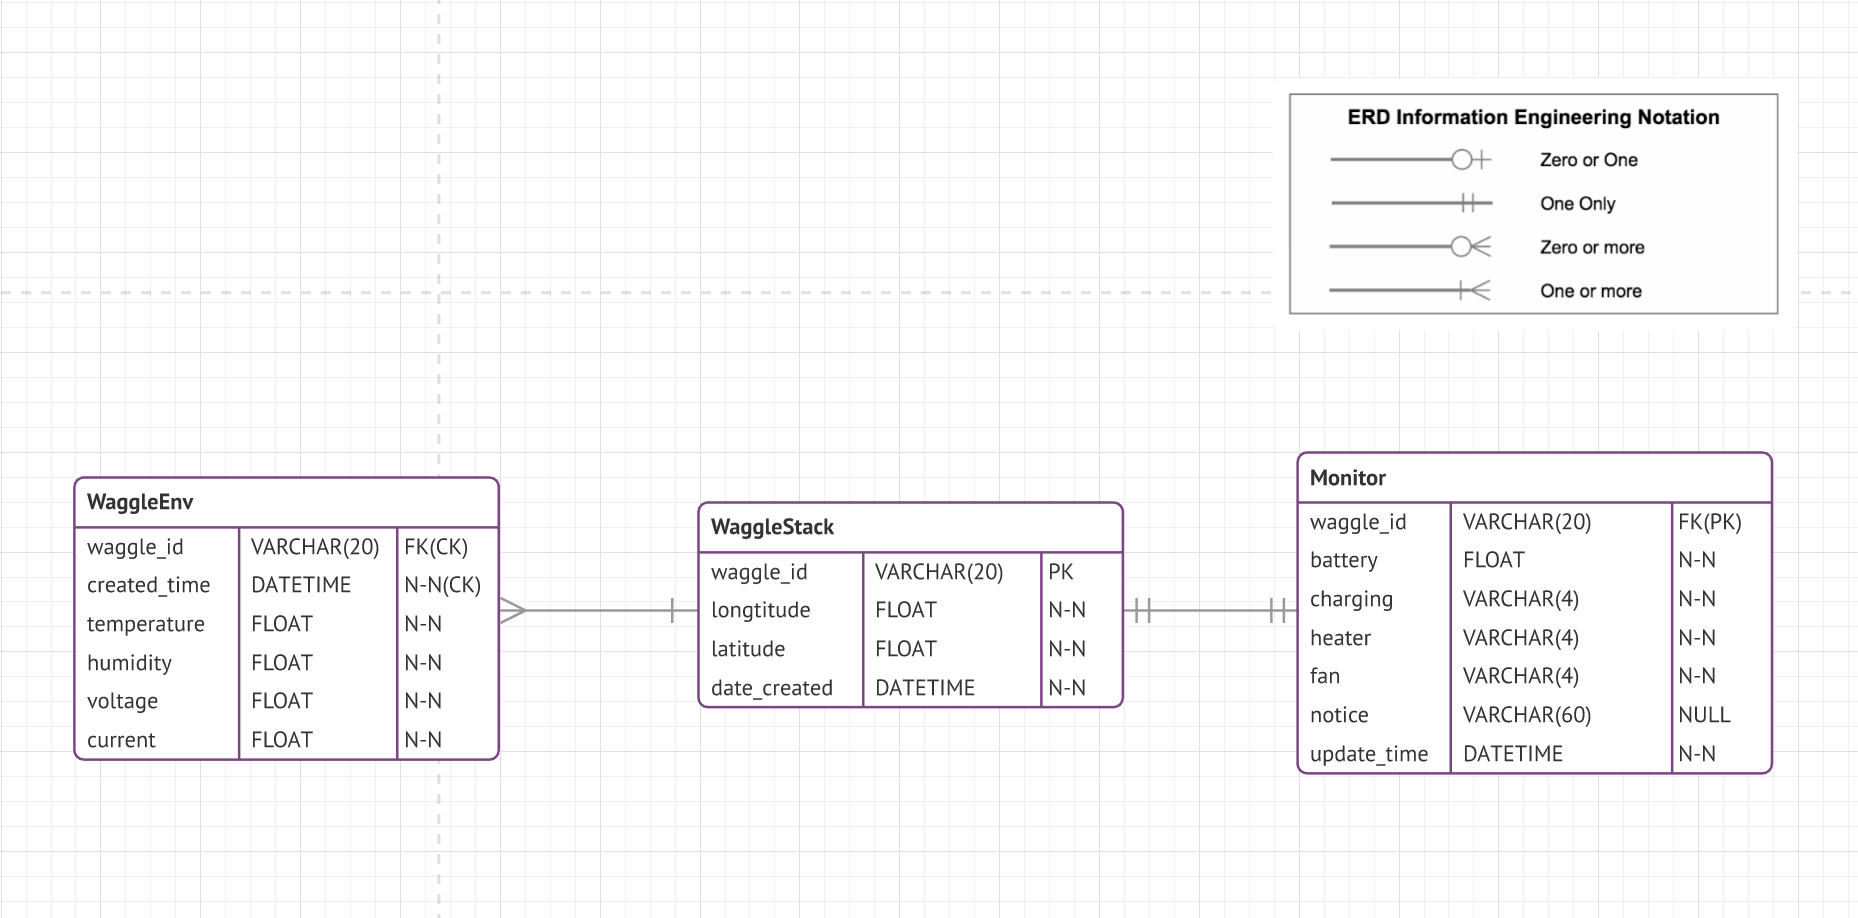 ERD Information Engineering Notation
Zero or One
One Only
Zero or more
One or more
WaggleEnv
waggle_id VARCHAR(20) FK(CK)
created_time DATETIME N-N(CK)
temperature FLOAT N-N
humidity FLOAT N-N
voltage FLOAT N-N
current FLOAT N-N
WaggleStack
waggle_id VARCHAR(20) PK
longtitude FLOAT N-N
latitude FLOAT N-N
date_created DATETIME N-N
Monitor
waggle_id VARCHAR(20) FK(PK)
battery FLOAT N-N
charging VARCHAR(4) N-N
heater VARCHAR(4) N-N
fan VARCHAR(4) N-N
notice VARCHAR(60) NULL
update_time DATETIME N-N